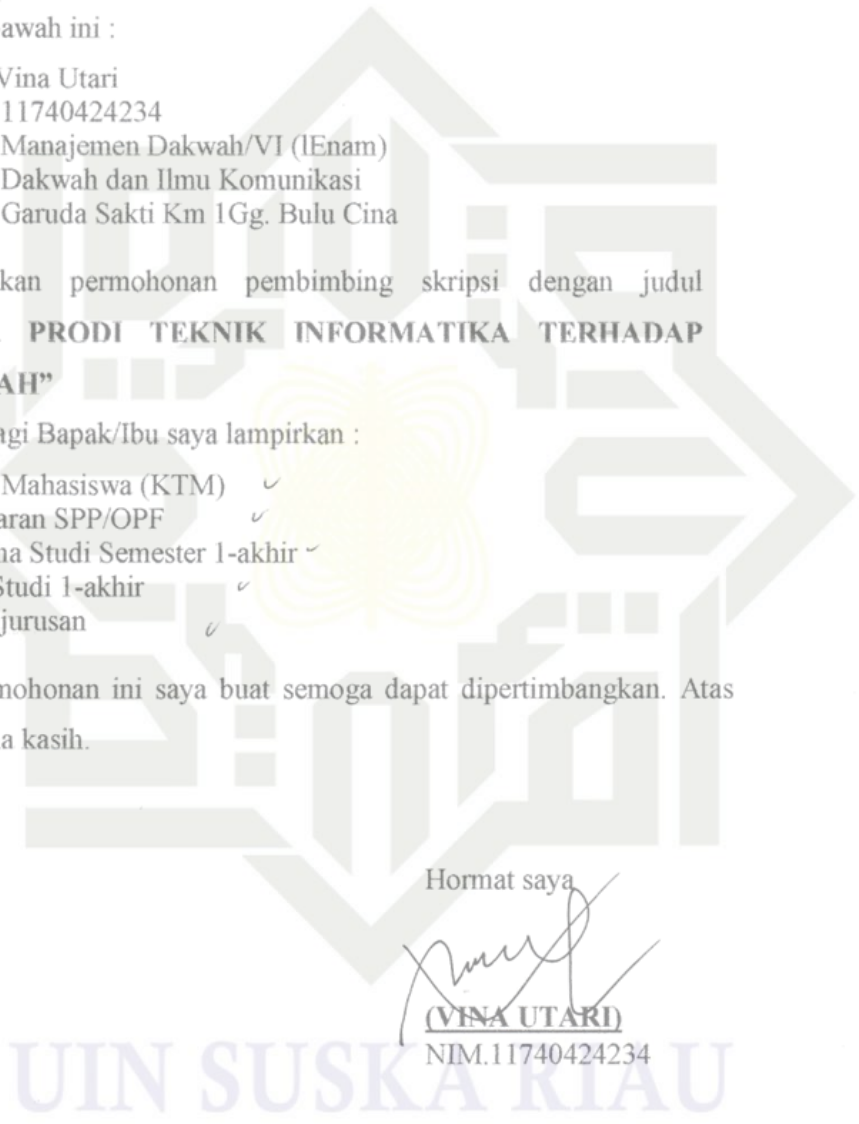 awah ini :
Vina Utari
11740424234
Manajemen Dakwah/VI (lEnam)
Dakwah dan Ilmu Komunikasi
Garuda Sakti Km 1Gg. Bulu Cina
kan permohonan pembimbing skripsi dengan judul
PRODI TEKNIK INFORMATIKA TERHADAP
AH”
agi Bapak/Ibu saya lampirkan :
Mahasiswa (KTM)
aran SPP/OPF
na Studi Semester 1-akhir
Studi 1-akhir
jurusan
mohonan ini saya buat semoga dapat dipertimbangkan. Atas
a kasih.
Hormat saya
(VINA UTARI)
NIM.11740424234
UIN SUSKA RIAU